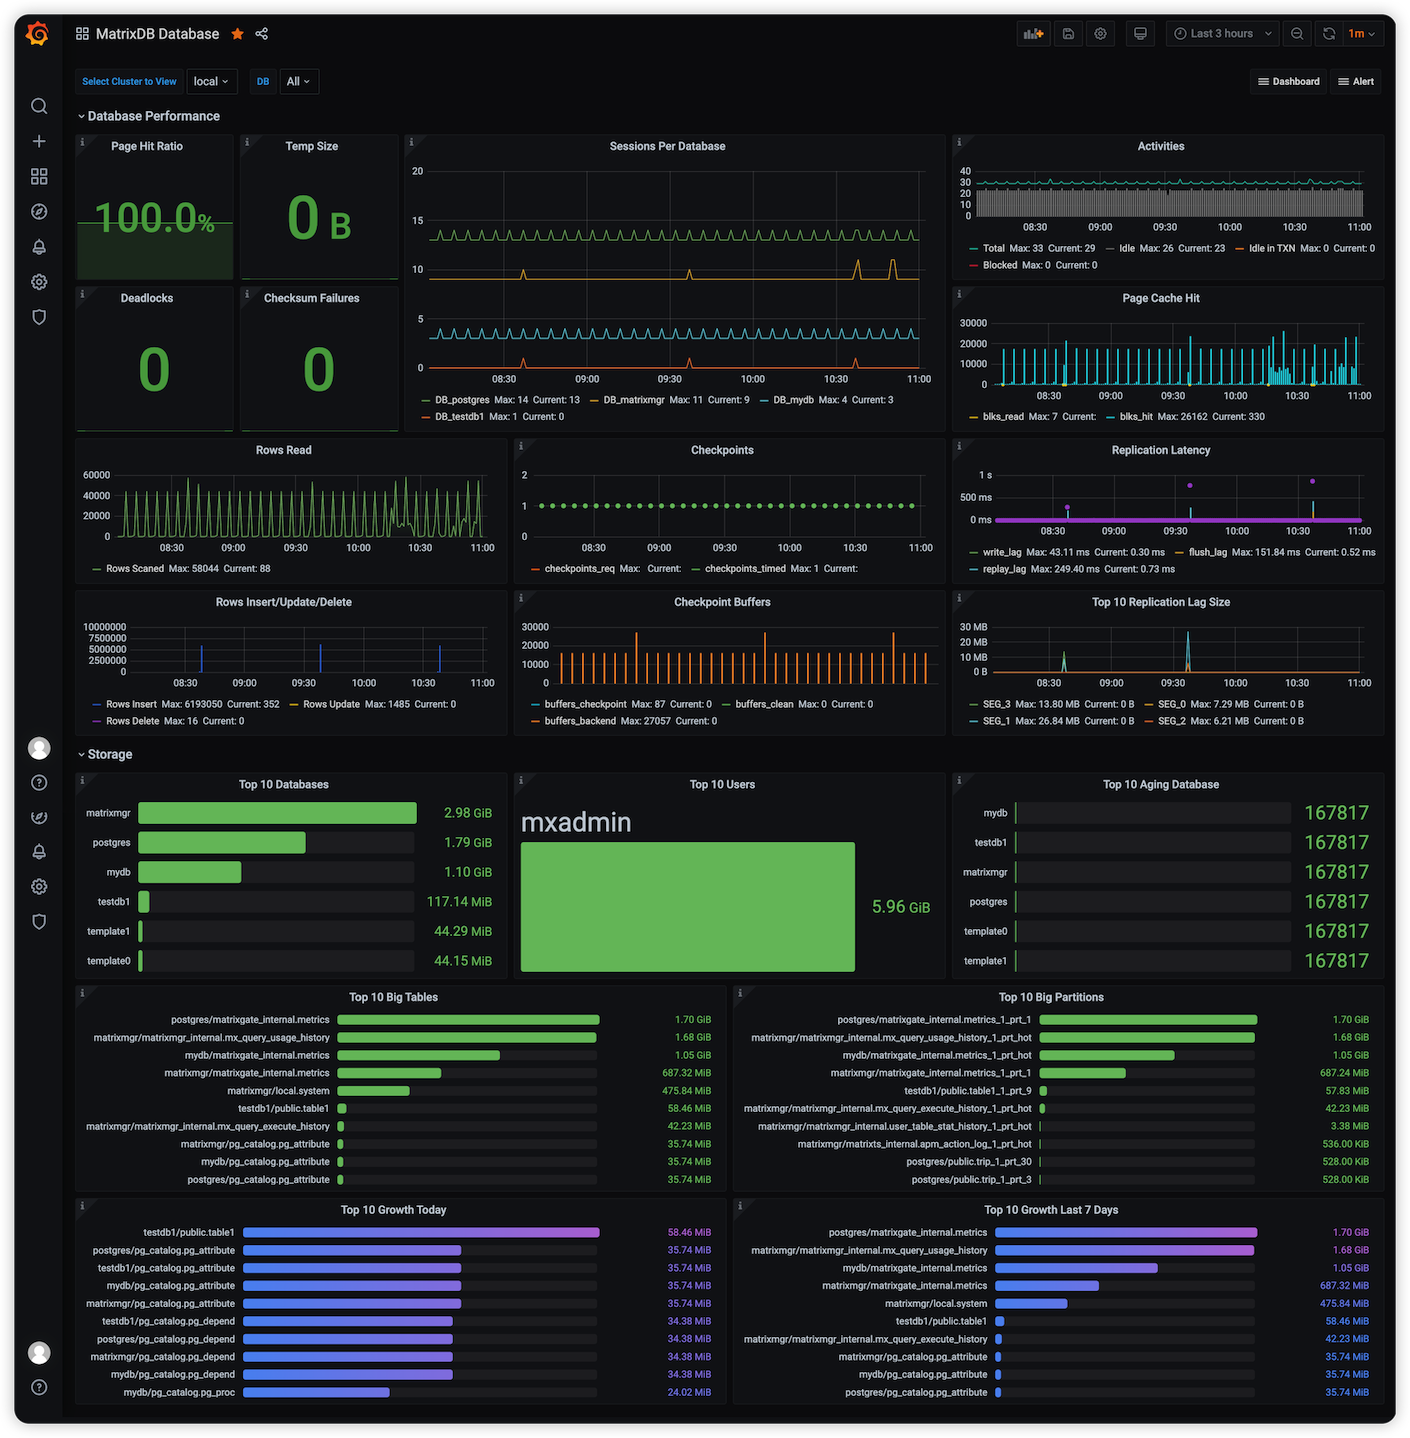 MatrixDB Database
Last 3 hours
1m
Select Cluster to View local DB All
Dashboard Alert
Database Performance
Page Hit Ratio
100.0%
Temp Size
0 B
Sessions Per Database
20
15
10
5
0
08:30 09:00 09:30 10:00 10:30 11:00
DB_postgres Max: 14 Current: 13 DB_matrixmgr Max: 11 Current: 9 DB_mydb Max: 4 Current: 3
DB_testdb1 Max: 1 Current: 0
Activities
40
30
20
10
0
08:30 09:00 09:30 10:00 10:30 11:00
Total Max: 33 Current: 29 Idle Max: 26 Current: 23 Idle in TXN Max: 0 Current: 0
Blocked Max: 0 Current: 0
Deadlocks
0
Checksum Failures
0
Page Cache Hit
30000
20000
10000
0
08:30 09:00 09:30 10:00 10:30 11:00
blks_read Max: 7 Current: blks_hit Max: 26162 Current: 330
Rows Read
60000
40000
20000
0
08:30 09:00 09:30 10:00 10:30 11:00
Rows Scaned Max: 58044 Current: 88
Checkpoints
2
1
0
08:30 09:00 09:30 10:00 10:30 11:00
checkpoints_req Max: Current: checkpoints_timed Max: 1 Current:
Replication Latency
1 s
500 ms
0 ms
08:30 09:00 09:30 10:00 10:30 11:00
write_lag Max: 43.11 ms Current: 0.30 ms flush_lag Max: 151.84 ms Current: 0.52 ms
replay_lag Max: 249.40 ms Current: 0.73 ms
Rows Insert/Update/Delete
10000000
7500000
5000000
2500000
0
08:30 09:00 09:30 10:00 10:30 11:00
Rows Insert Max: 6193050 Current: 352 Rows Update Max: 1485 Current: 0
Rows Delete Max: 16 Current: 0
Checkpoint Buffers
30000
20000
10000
0
08:30 09:00 09:30 10:00 10:30 11:00
buffers_checkpoint Max: 87 Current: 0 buffers_clean Max: 0 Current: 0
buffers_backend Max: 27057 Current: 0
Top 10 Replication Lag Size
30 MB
20 MB
10 MB
0 B
08:30 09:00 09:30 10:00 10:30 11:00
SEG_3 Max: 13.80 MB Current: 0 B SEG_0 Max: 7.29 MB Current: 0 B
SEG_1 Max: 26.84 MB Current: 0 B SEG_2 Max: 6.21 MB Current: 0 B
Storage
Top 10 Databases
matrixmgr 2.98 GiB
postgres 1.79 GiB
mydb 1.10 GiB
testdb1 117.14 MiB
template1 44.29 MiB
template0 44.15 MiB
Top 10 Users
mxadmin
5.96 GiB
Top 10 Aging Database
mydb 167817
testdb1 167817
matrixmgr 167817
postgres 167817
template0 167817
template1 167817
Top 10 Big Tables
postgres/matrixgate_internal.metrics 1.70 GiB
matrixmgr/matrixmgr_internal.mx_query_usage_history 1.68 GiB
mydb/matrixgate_internal.metrics 1.05 GiB
matrixmgr/matrixgate_internal.metrics 687.32 MiB
matrixmgr/local.system 475.84 MiB
testdb1/public.table1 58.46 MiB
matrixmgr/matrixmgr_internal.mx_query_execute_history 42.23 MiB
matrixmgr/pg_catalog.pg_attribute 35.74 MiB
mydb/pg_catalog.pg_attribute 35.74 MiB
postgres/pg_catalog.pg_attribute 35.74 MiB
Top 10 Big Partitions
postgres/matrixgate_internal.metrics_1_prt_1 1.70 GiB
matrixmgr/matrixmgr_internal.mx_query_usage_history_1_prt_hot 1.68 GiB
mydb/matrixgate_internal.metrics_1_prt_hot 1.05 GiB
matrixmgr/matrixgate_internal.metrics_1_prt_1 687.24 MiB
testdb1/public.table1_1_prt_9 57.83 MiB
matrixmgr/matrixmgr_internal.mx_query_execute_history_1_prt_hot 42.23 MiB
matrixmgr/matrixmgr_internal.user_table_stat_history_1_prt_hot 3.38 MiB
matrixmgr/matrixts_internal.apm_action_log_1_prt_hot 536.00 KiB
postgres/public.trip_1_prt_30 528.00 KiB
postgres/public.trip_1_prt_3 528.00 KiB
Top 10 Growth Today
testdb1/public.table1 58.46 MiB
postgres/pg_catalog.pg_attribute 35.74 MiB
testdb1/pg_catalog.pg_attribute 35.74 MiB
mydb/pg_catalog.pg_attribute 35.74 MiB
matrixmgr/pg_catalog.pg_attribute 35.74 MiB
testdb1/pg_catalog.pg_depend 34.38 MiB
postgres/pg_catalog.pg_depend 34.38 MiB
matrixmgr/pg_catalog.pg_depend 34.38 MiB
mydb/pg_catalog.pg_depend 34.38 MiB
mydb/pg_catalog.pg_proc 24.02 MiB
Top 10 Growth Last 7 Days
postgres/matrixgate_internal.metrics 1.70 GiB
matrixmgr/matrixmgr_internal.mx_query_usage_history 1.68 GiB
mydb/matrixgate_internal.metrics 1.05 GiB
matrixmgr/matrixgate_internal.metrics 687.32 MiB
matrixmgr/local.system 475.84 MiB
testdb1/public.table1 58.46 MiB
matrixmgr/matrixmgr_internal.mx_query_execute_history 42.23 MiB
matrixmgr/pg_catalog.pg_attribute 35.74 MiB
mydb/pg_catalog.pg_attribute 35.74 MiB
postgres/pg_catalog.pg_attribute 35.74 MiB